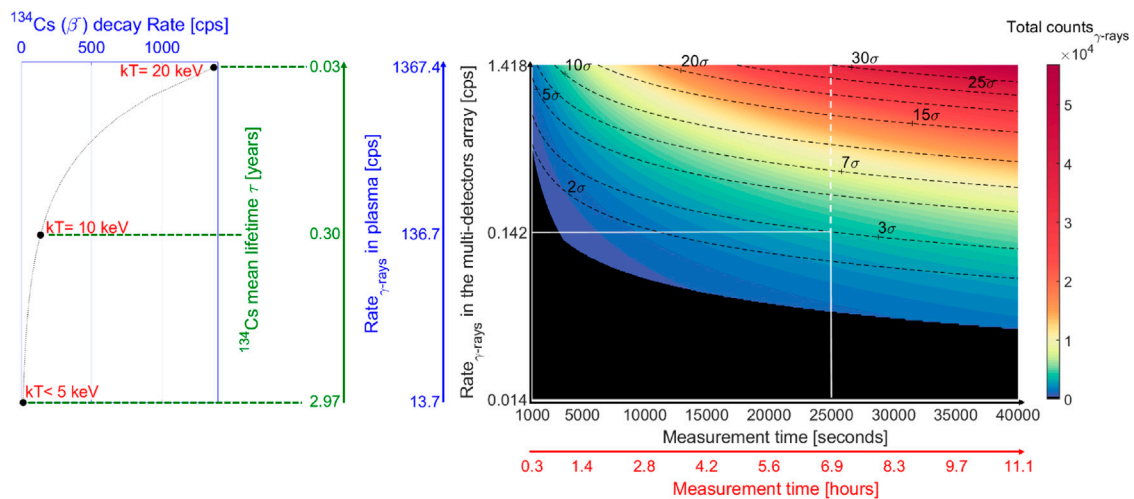 ¹³⁴Cs (β⁻) decay Rate [cps]
0 500 1000
kT= 20 keV
kT= 10 keV
kT< 5 keV
0.03
0.30
2.97
¹³⁴Cs mean lifetime τ [years]
1367.4
136.7
13.7
Rateγ-rays in plasma [cps]
Rateγ-rays in the multi-detectors array [cps]
1.418
0.142
0.014
10σ
20σ
30σ
25σ
5σ
15σ
7σ
2σ
3σ
1000 5000 10000 15000 20000 25000 30000 35000 40000
Measurement time [seconds]
0.3 1.4 2.8 4.2 5.6 6.9 8.3 9.7 11.1
Measurement time [hours]
Total countsγ-rays
×10⁴
5
4
3
2
1
0